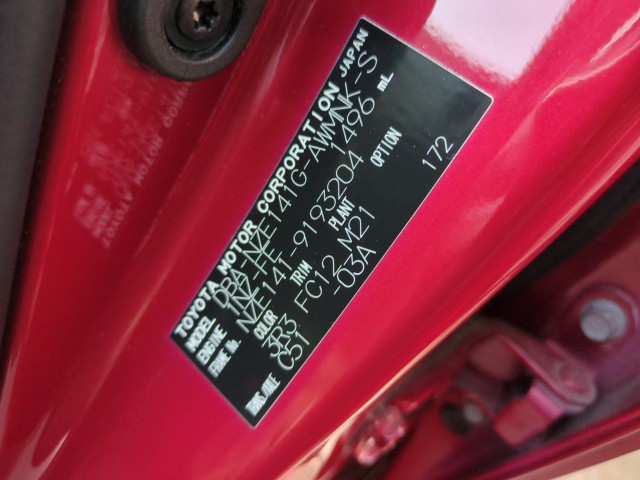 TOYOTA MOTOR CORPORATION JAPAN
MODEL DBA-NZE141G-AWMNK-S
ENGINE 1NZ-FE 1496 mL
FRAME No. NZE141-9193204
COLOR TRIM PLANT OPTION
3R3 FC12 M21 172
TRANS./AXLE C51 -03A